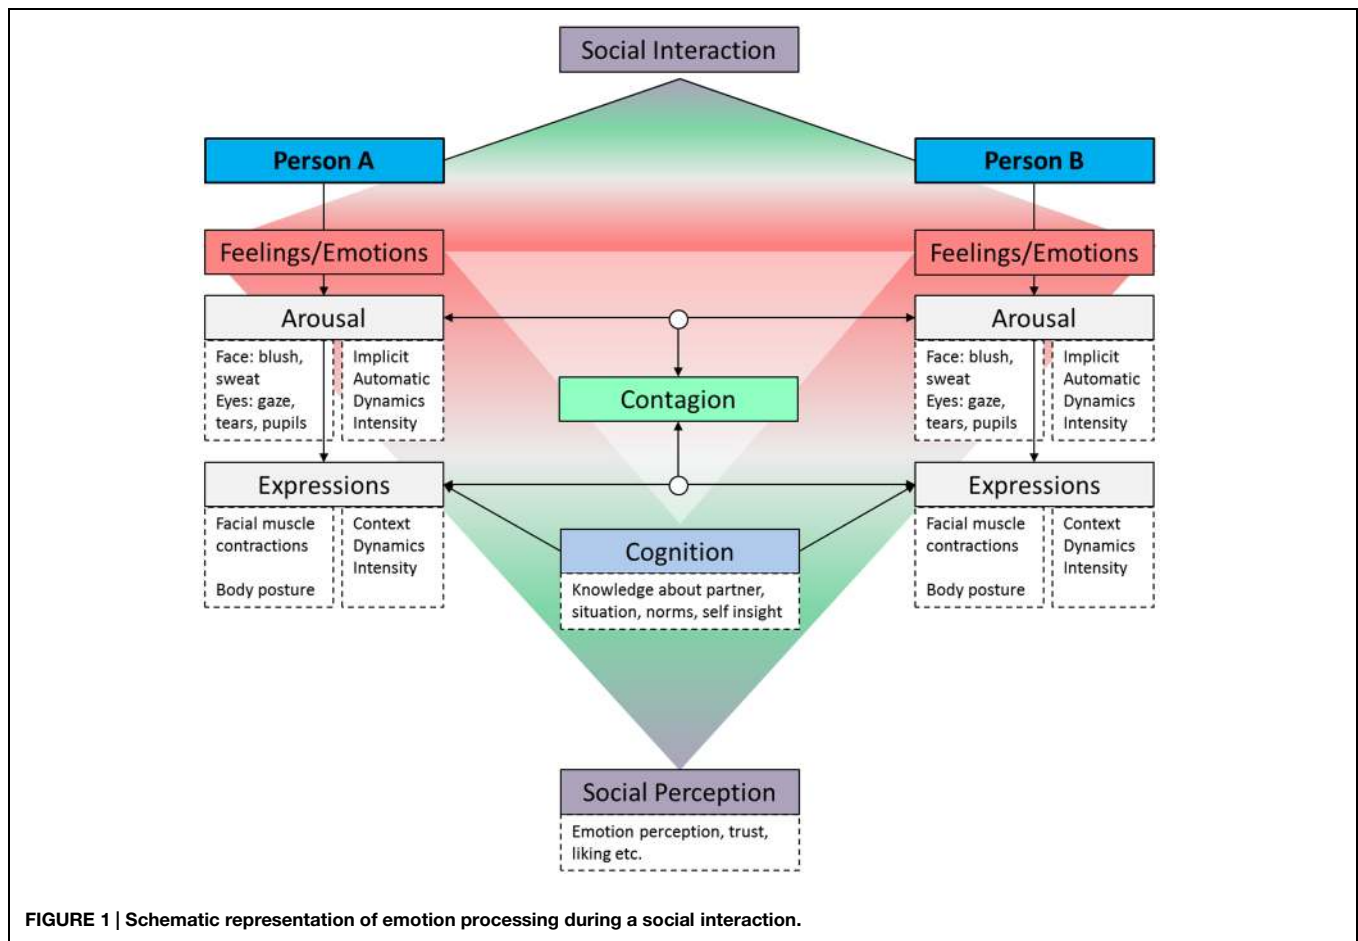 Social Interaction
Person A
Person B
Feelings/Emotions
Feelings/Emotions
Arousal
Arousal
Face: blush,
sweat
Eyes: gaze,
tears, pupils
Implicit
Automatic
Dynamics
Intensity
Face: blush,
sweat
Eyes: gaze,
tears, pupils
Implicit
Automatic
Dynamics
Intensity
Contagion
Expressions
Expressions
Facial muscle
contractions
Body posture
Context
Dynamics
Intensity
Cognition
Knowledge about partner,
situation, norms, self insight
Facial muscle
contractions
Body posture
Context
Dynamics
Intensity
Social Perception
Emotion perception, trust,
liking etc.
FIGURE 1 | Schematic representation of emotion processing during a social interaction.